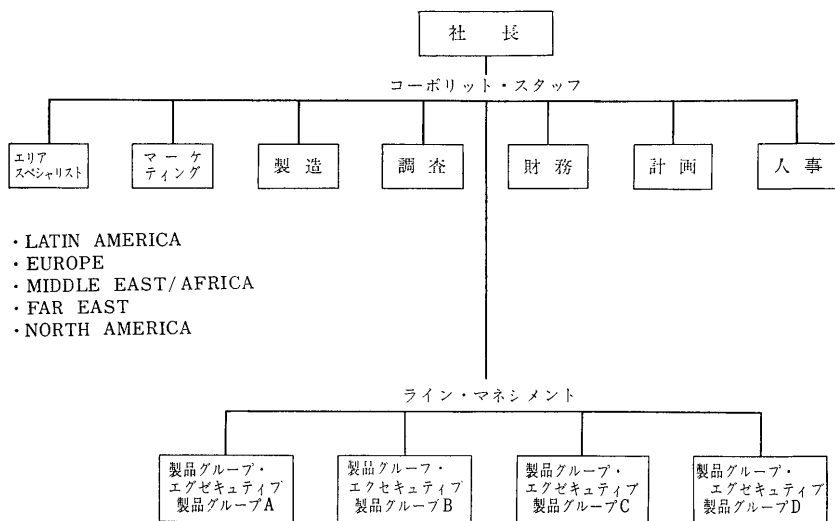 社 長
コーポリット・スタッフ
エリア
スペシャリスト
マーケ
ティング
製 造
調 査
財 務
計 画
人 事
・LATIN AMERICA
・EUROPE
・MIDDLE EAST/AFRICA
・FAR EAST
・NORTH AMERICA
ライン・マネシメント
製品グループ・
エグゼキュティブ
製品グループA
製品グルーフ・
エクセキュティブ
製品グループB
製品グループ・
エグゼキュティブ
製品グループC
製品グループ・
エグゼキュティブ
製品グループD